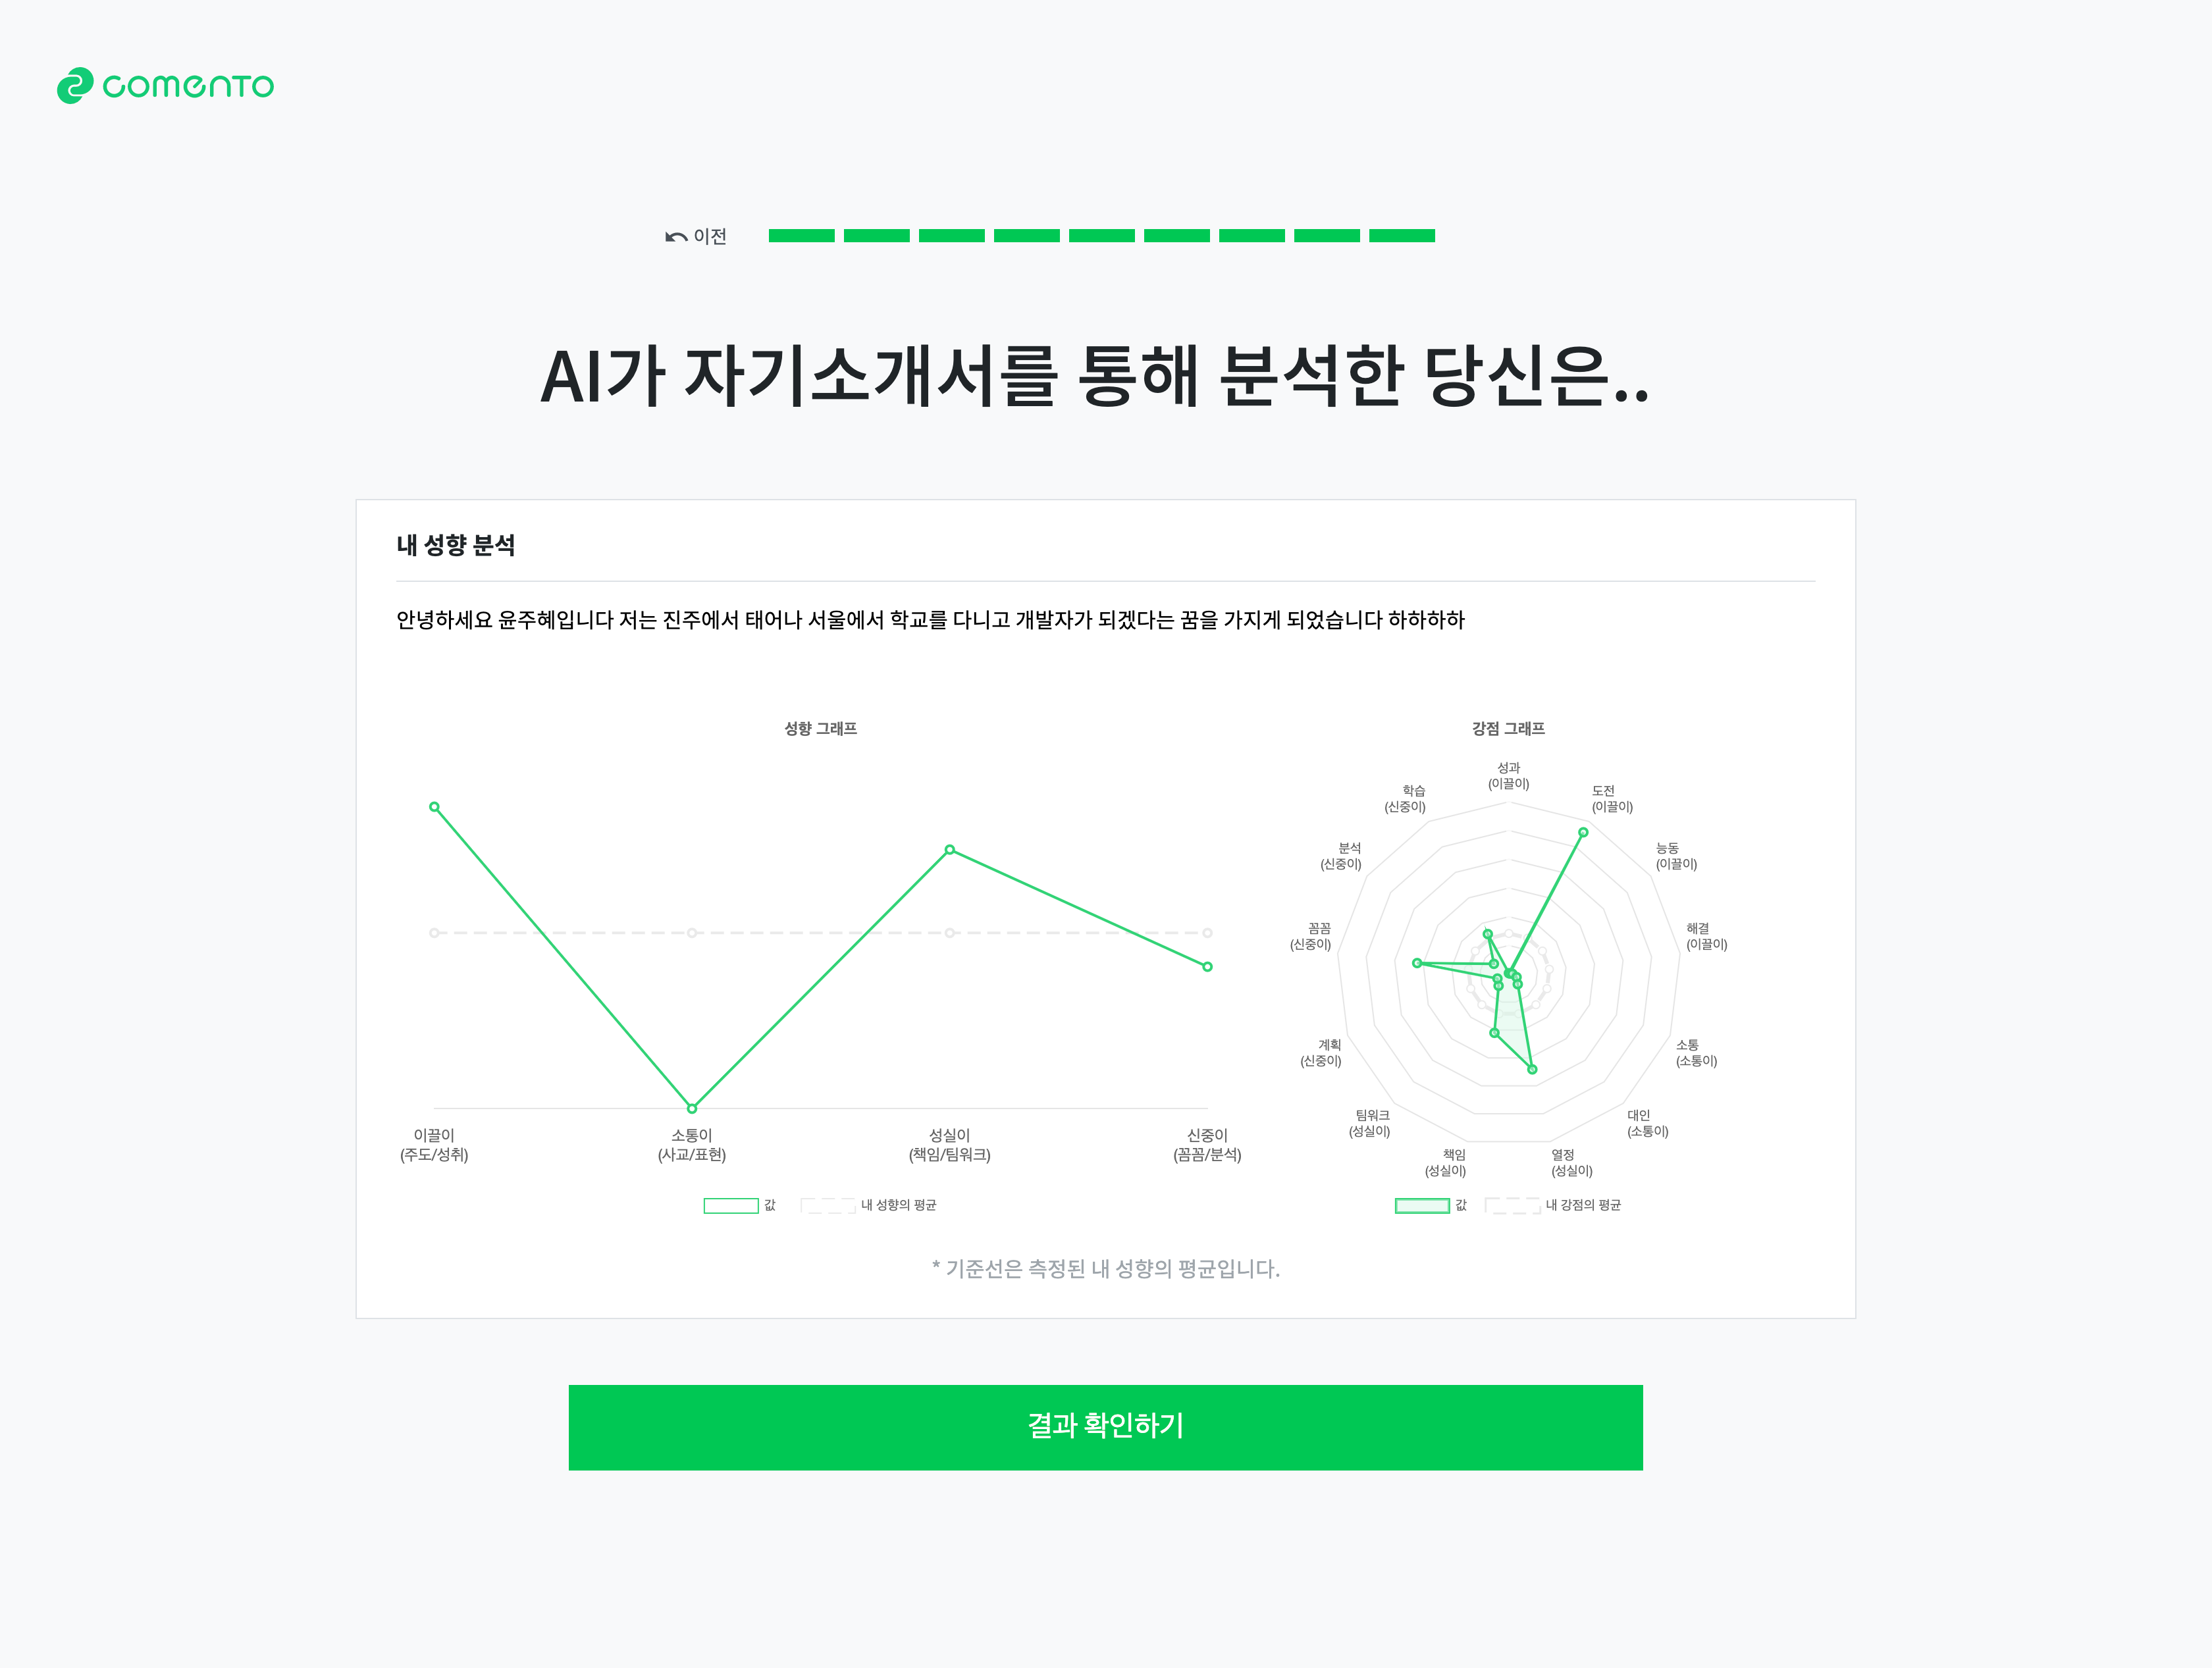 comento
이전
AI가 자기소개서를 통해 분석한 당신은..
내 성향 분석
안녕하세요 윤주혜입니다 저는 진주에서 태어나 서울에서 학교를 다니고 개발자가 되겠다는 꿈을 가지게 되었습니다 하하하하
성향 그래프
이끌이
(주도/성취)
소통이
(사교/표현)
성실이
(책임/팀워크)
신중이
(꼼꼼/분석)
값
내 성향의 평균
강점 그래프
성과
(이끌이)
도전
(이끌이)
능동
(이끌이)
해결
(이끌이)
소통
(소통이)
대인
(소통이)
열정
(성실이)
책임
(성실이)
팀워크
(성실이)
계획
(신중이)
꼼꼼
(신중이)
분석
(신중이)
학습
(신중이)
값
내 강점의 평균
* 기준선은 측정된 내 성향의 평균입니다.
결과 확인하기